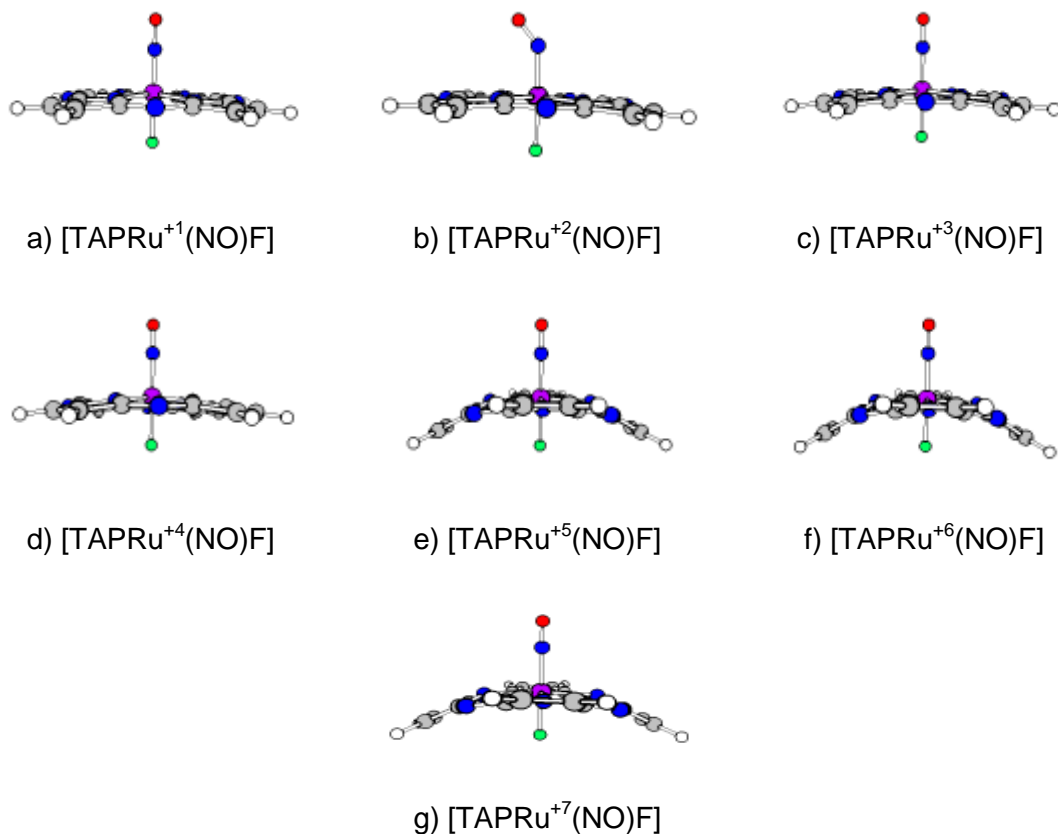 a) [TAPRu⁺¹(NO)F]
b) [TAPRu⁺²(NO)F]
c) [TAPRu⁺³(NO)F]
d) [TAPRu⁺⁴(NO)F]
e) [TAPRu⁺⁵(NO)F]
f) [TAPRu⁺⁶(NO)F]
g) [TAPRu⁺⁷(NO)F]